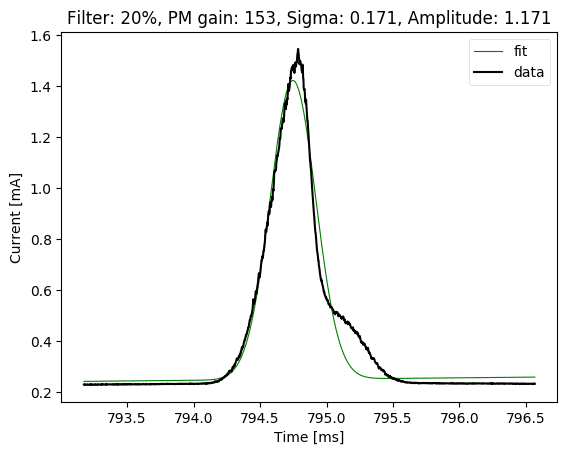 Filter: 20%, PM gain: 153, Sigma: 0.171, Amplitude: 1.171
fit
data
1.6
1.4
1.2
1.0
0.8
0.6
0.4
0.2
Current [mA]
793.5 794.0 794.5 795.0 795.5 796.0 796.5
Time [ms]